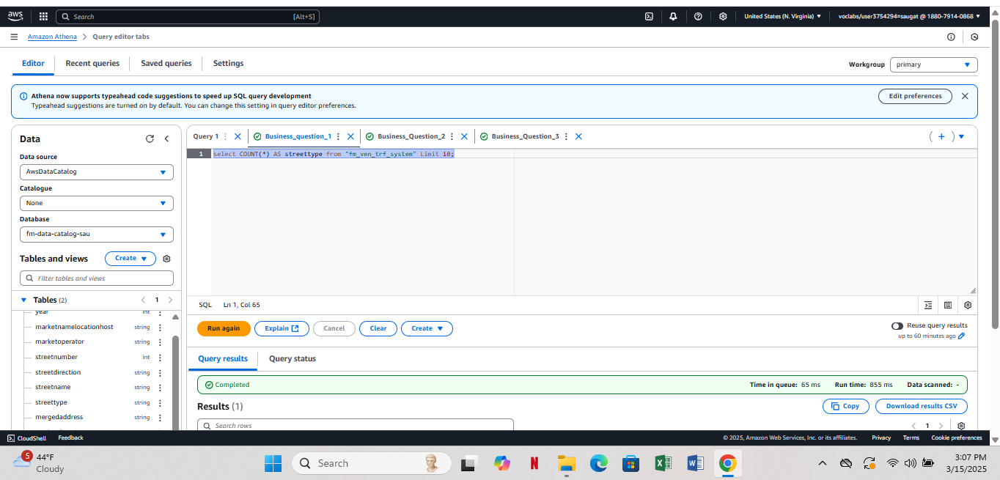 aws Search [Alt+S] United States (N. Virginia) voclabs/user3754294=saugat @ 1880-7914-0868
Amazon Athena > Query editor tabs
Editor Recent queries Saved queries Settings Workgroup primary
Athena now supports typeahead code suggestions to speed up SQL query development
Typeahead suggestions are turned on by default. You can change this setting in query editor preferences.
Edit preferences
Data
Data source
AwsDataCatalog
Catalogue
None
Database
fm-data-catalog-sau
Tables and views Create
Filter tables and views
Tables (2) 1
year int
marketnamelocationhost string
marketoperator string
streetnumber int
streetdirection string
streetname string
streettype string
mergedaddress string
Query 1 Business_question_1 Business_Question_2 Business_Question_3
1 select COUNT(*) AS streettype from "fm_ven_trf_system" Limit 10;
SQL Ln 1, Col 65
Run again Explain Cancel Clear Create
Reuse query results
up to 60 minutes ago
Query results Query status
Completed Time in queue: 65 ms Run time: 855 ms Data scanned: -
Results (1) Copy Download results CSV
Search rows 1
CloudShell Feedback © 2025, Amazon Web Services, Inc. or its affiliates. Privacy Terms Cookie preferences
5 44°F
Cloudy
Search
3:07 PM
3/15/2025